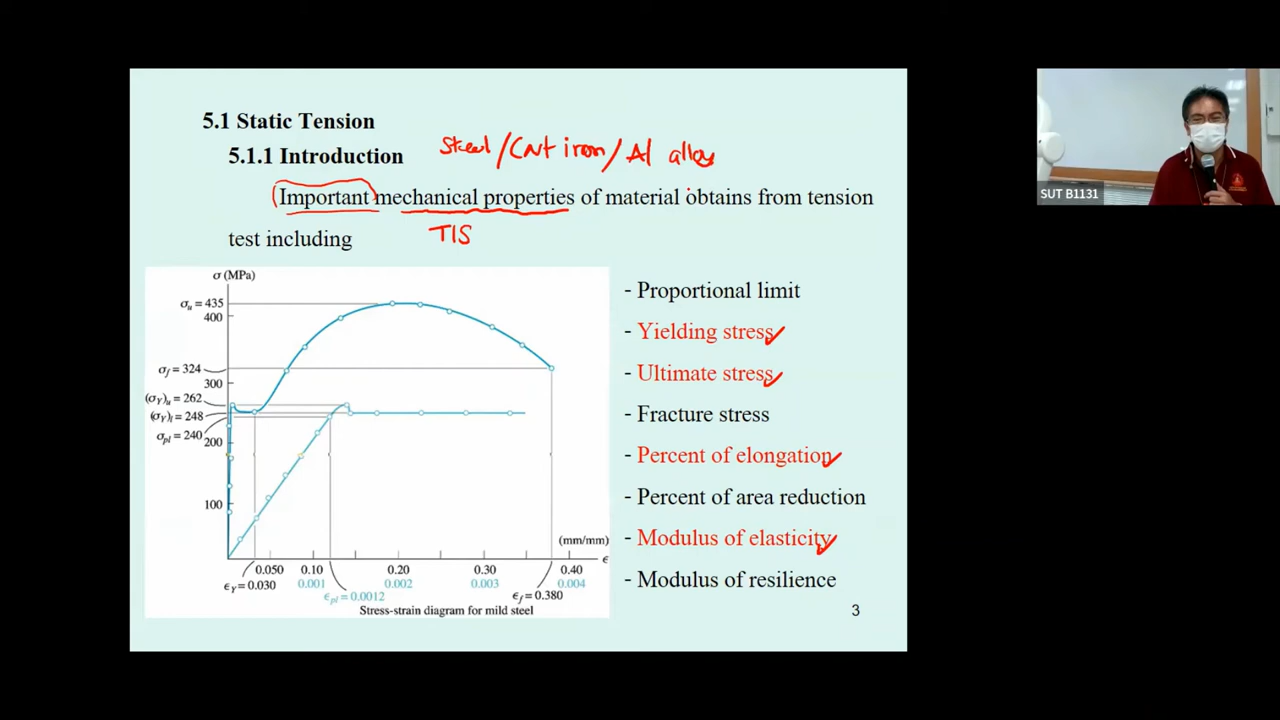 5.1 Static Tension
5.1.1 Introduction
Steel/Cast iron/Al alloy
Important mechanical properties of material obtains from tension
test including
TIS
σ (MPa)
σu = 435
400
σf = 324
300
(σY)u = 262
(σY)l = 248
σpl = 240
200
100
(mm/mm)
ϵ
0.050 0.10 0.20 0.30 0.40
ϵY = 0.030 0.001 0.002 0.003 0.004
ϵpl = 0.0012 ϵf = 0.380
Stress-strain diagram for mild steel
- Proportional limit
- Yielding stress
- Ultimate stress
- Fracture stress
- Percent of elongation
- Percent of area reduction
- Modulus of elasticity
- Modulus of resilience
3
SUT B1131